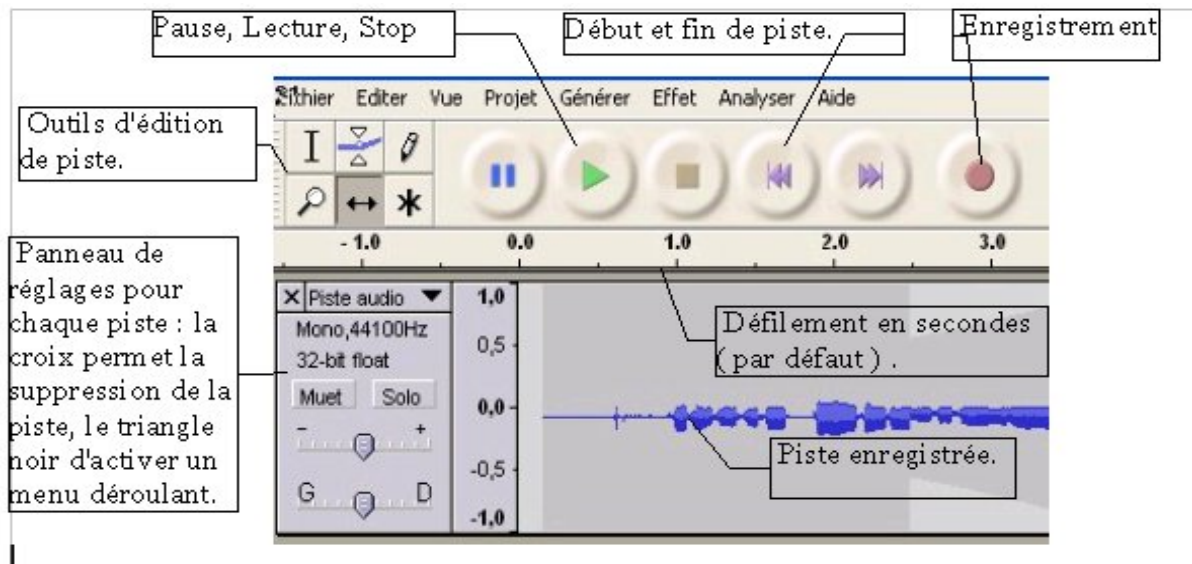 Pause, Lecture, Stop
Début et fin de piste.
Enregistrement
Outils d'édition
de piste.
Editer Vue Projet Générer Effet Analyser Aide
- 1.0 0.0 1.0 2.0 3.0
Panneau de
réglages pour
chaque piste : la
croix permet la
suppression de la
piste, le triangle
noir d'activer un
menu déroulant.
X Piste audio
Mono,44100Hz
32-bit float
Muet Solo
- +
G D
1,0
0,5
0,0
-0,5
-1,0
Défilement en secondes
( par défaut ) .
Piste enregistrée.